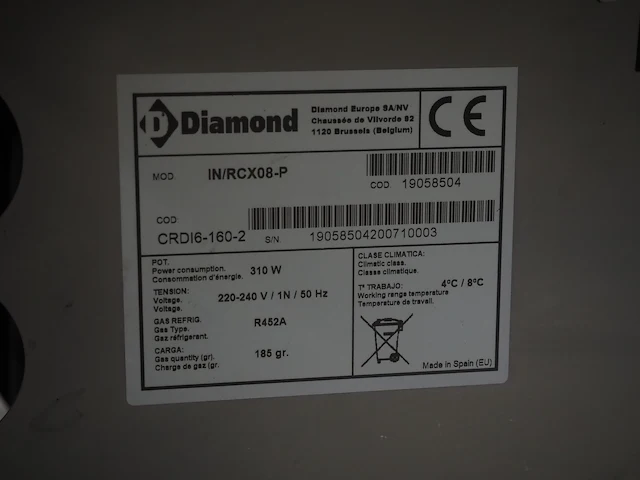 D Diamond
Diamond Europe SA/NV
Chaussée de Vilvorde 92
1120 Brussels (Belgium)
CE
MOD. IN/RCX08-P
COD. 19058504
COD.
CRDI6-160-2 S/N. 19058504200710003
POT.
Power consumption. 310 W
Consommation d'énergie.
TENSION:
Voltage. 220-240 V / 1N / 50 Hz
Voltage.
GAS REFRIG. R452A
Gas Type.
Gaz réfrigérant.
CARGA: 185 gr.
Gas quantity (gr).
Charge de gaz (gr.
CLASE CLIMATICA:
Climatic class.
Classe climatique.
Tª TRABAJO: 4ºC / 8ºC
Working range temperature
Temperature de travail.
Made in Spain (EU)